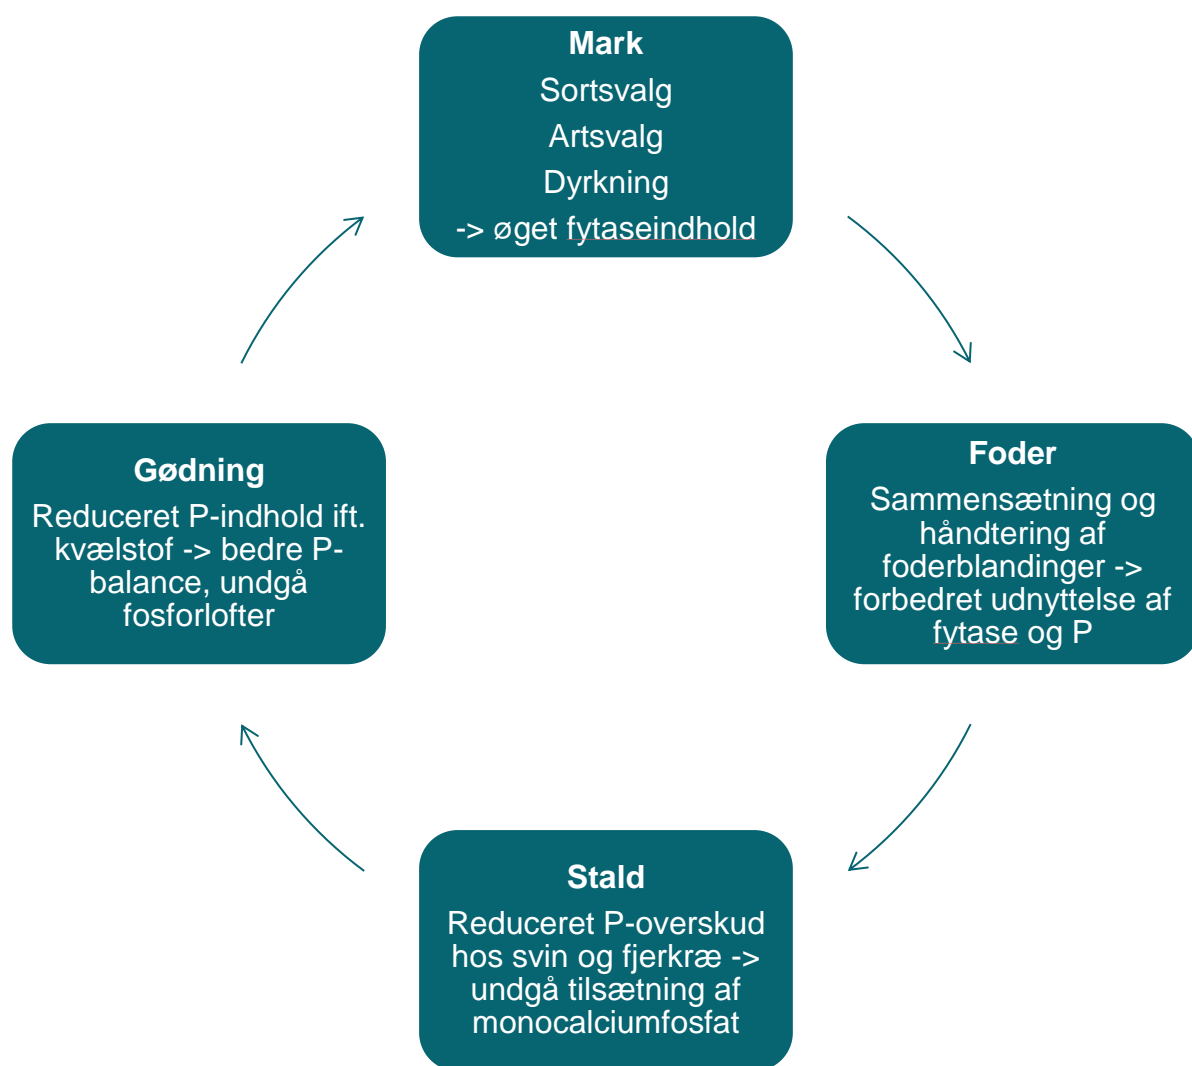 Mark
Sortsvalg
Artsvalg
Dyrkning
-> øget fytaseindhold
Foder
Sammensætning og
håndtering af
foderblandinger ->
forbedret udnyttelse af
fytase og P
Stald
Reduceret P-overskud
hos svin og fjerkræ ->
undgå tilsætning af
monocalciumfosfat
Gødning
Reduceret P-indhold ift.
kvælstof -> bedre P-
balance, undgå
fosforlofter